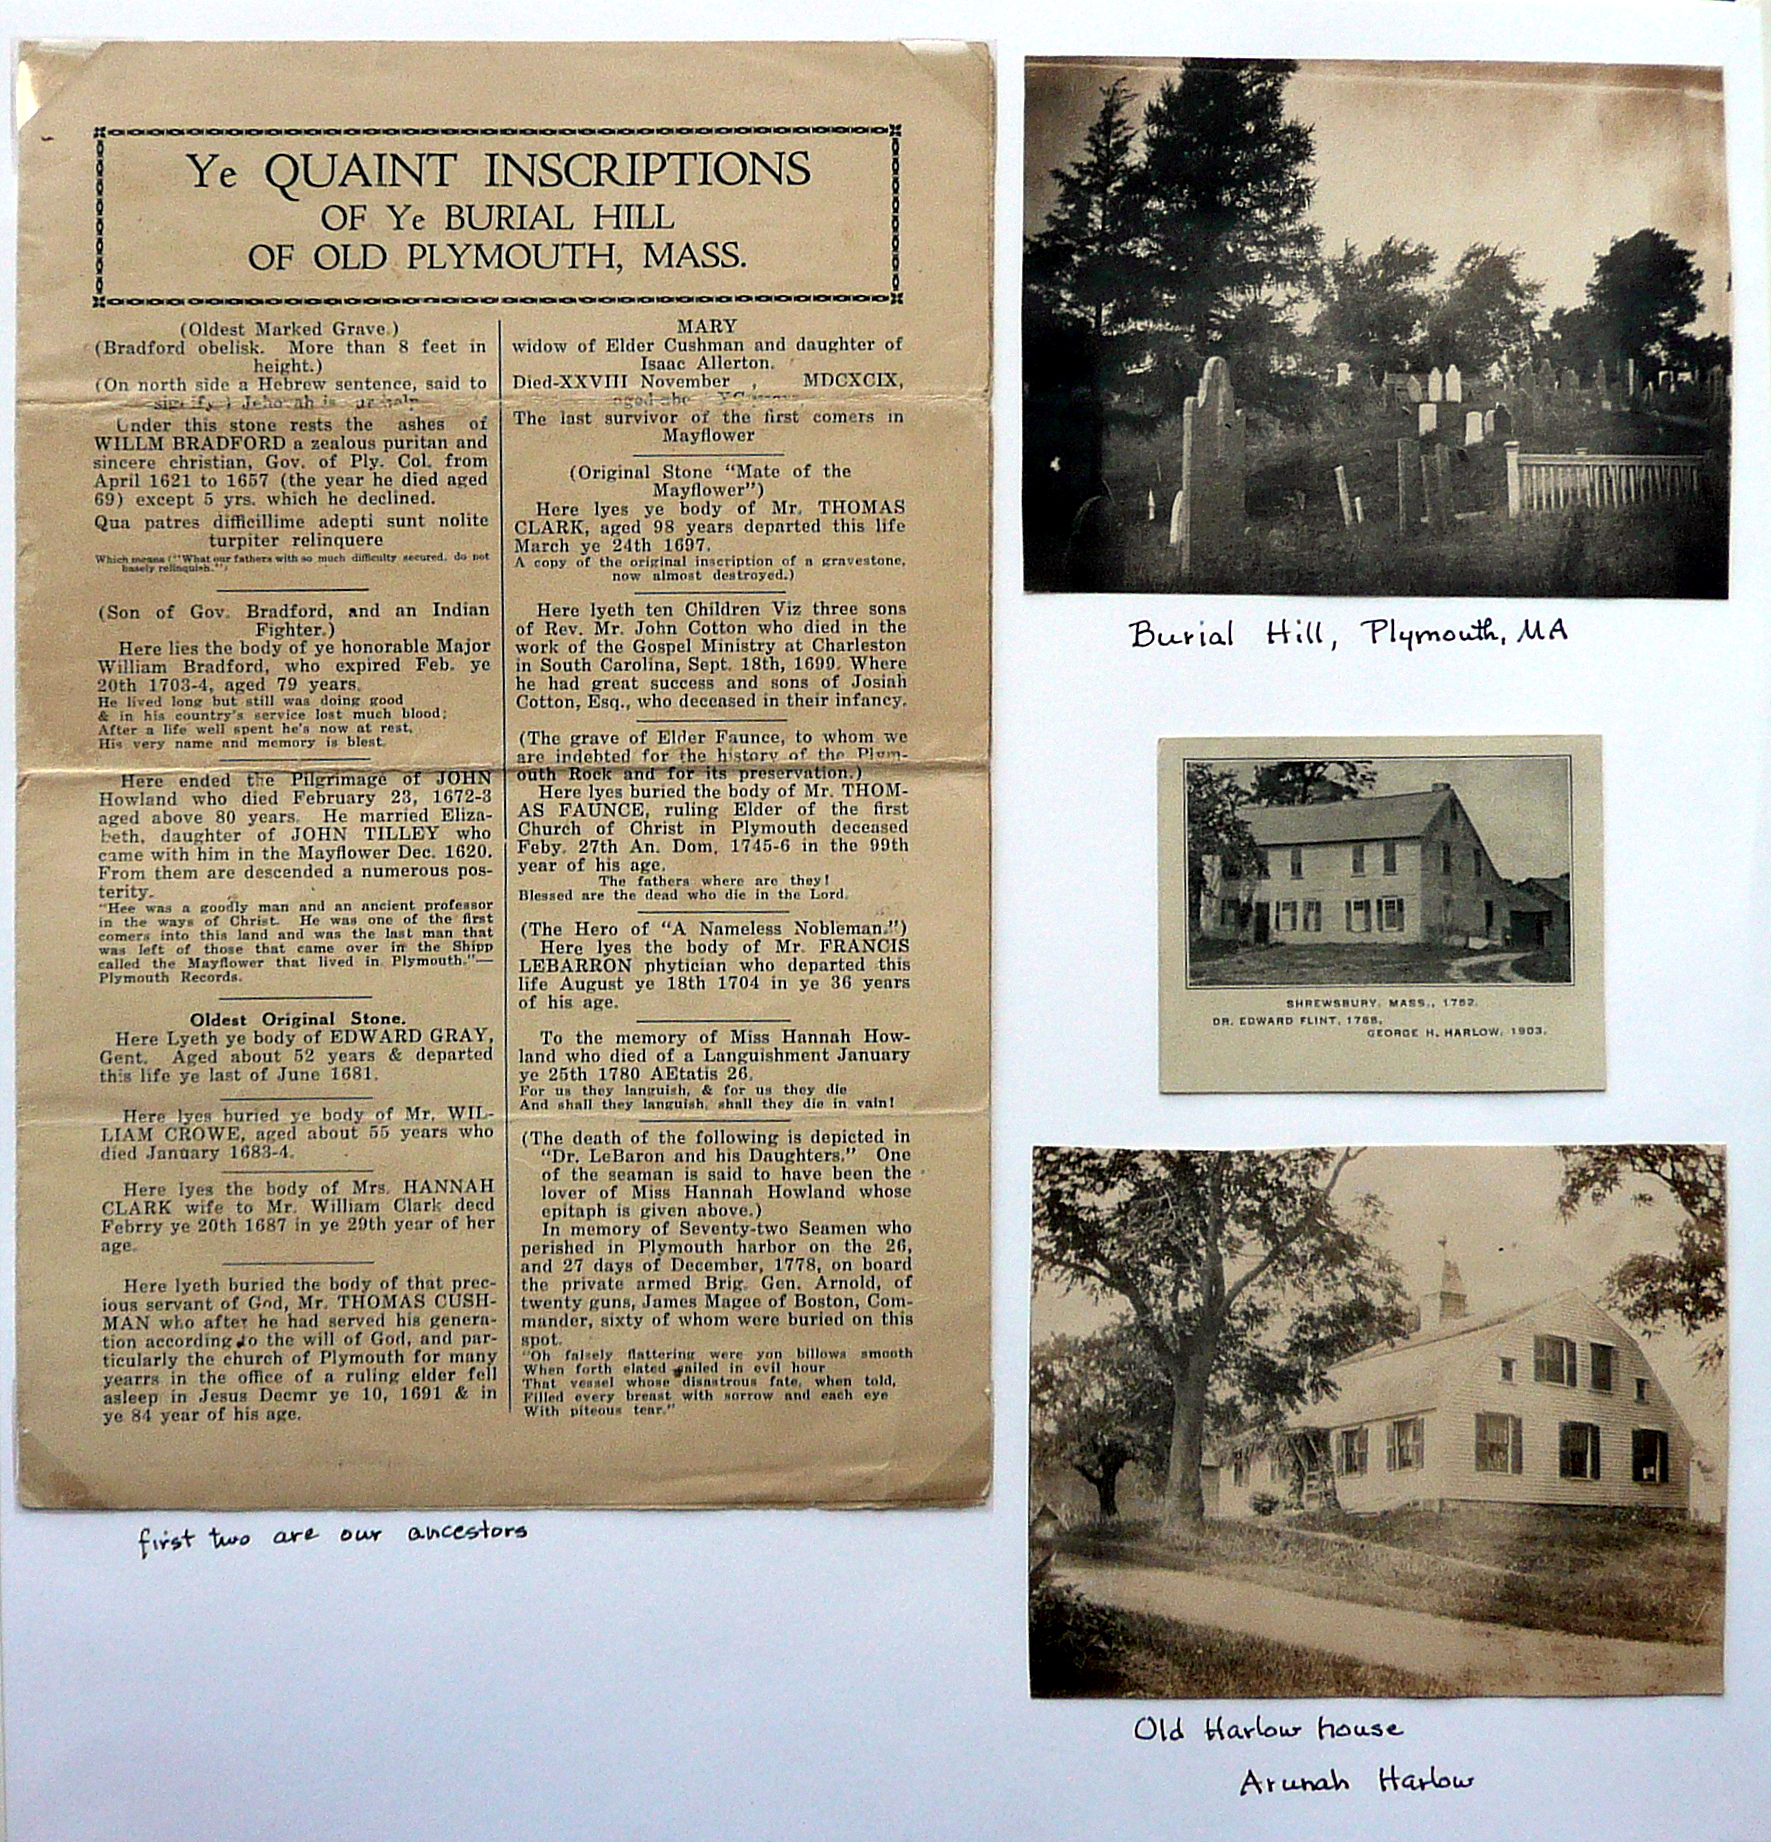 Ye QUAINT INSCRIPTIONS
OF Ye BURIAL HILL
OF OLD PLYMOUTH, MASS.
(Oldest Marked Grave.)
(Bradford obelisk. More than 8 feet in
height.)
(On north side a Hebrew sentence, said to
Jehovah is our help
Under this stone rests the ashes of
WILLM BRADFORD a zealous puritan and
sincere christian, Gov. of Ply. Col. from
April 1621 to 1657 (the year he died aged
69) except 5 yrs. which he declined.
Qua patres difficillime adepti sunt nolite
turpiter relinquere
Which means ("What our fathers with so much difficulty secured, do not
basely relinquish.")
(Son of Gov. Bradford, and an Indian
Fighter.)
Here lies the body of ye honorable Major
William Bradford, who expired Feb. ye
20th 1703-4, aged 79 years.
He lived long but still was doing good
& in his country's service lost much blood;
After a life well spent he's now at rest,
His very name and memory is blest.
Here ended the Pilgrimage of JOHN
Howland who died February 23, 1672-3
aged above 80 years. He married Eliza-
beth, daughter of JOHN TILLEY who
came with him in the Mayflower Dec. 1620.
From them are descended a numerous pos-
terity.
"Hee was a goodly man and an ancient professor
in the ways of Christ. He was one of the first
comers into this land and was the last man that
was left of those that came over in the Shipp
called the Mayflower that lived in Plymouth."—
Plymouth Records.
Oldest Original Stone.
Here Lyeth ye body of EDWARD GRAY,
Gent. Aged about 52 years & departed
this life ye last of June 1681.
Here lyes buried ye body of Mr. WIL-
LIAM CROWE, aged about 55 years who
died January 1683-4.
Here lyes the body of Mrs. HANNAH
CLARK wife to Mr. William Clark decd
Febrry ye 20th 1687 in ye 29th year of her
age.
Here lyeth buried the body of that prec-
ious servant of God, Mr. THOMAS CUSH-
MAN who after he had served his genera-
tion according to the will of God, and par-
ticularly the church of Plymouth for many
yearrs in the office of a ruling elder fell
asleep in Jesus Decmr ye 10, 1691 & in
ye 84 year of his age.
MARY
widow of Elder Cushman and daughter of
Isaac Allerton.
Died-XXVIII November , MDCXCIX,
aged
The last survivor of the first comers in
Mayflower
(Original Stone "Mate of the
Mayflower")
Here lyes ye body of Mr. THOMAS
CLARK, aged 98 years departed this life
March ye 24th 1697.
A copy of the original inscription of a gravestone,
now almost destroyed.)
Here lyeth ten Children Viz three sons
of Rev. Mr. John Cotton who died in the
work of the Gospel Ministry at Charleston
in South Carolina, Sept. 18th, 1699. Where
he had great success and sons of Josiah
Cotton, Esq., who deceased in their infancy.
(The grave of Elder Faunce, to whom we
are indebted for the history of the Plym-
outh Rock and for its preservation.)
Here lyes buried the body of Mr. THOM-
AS FAUNCE, ruling Elder of the first
Church of Christ in Plymouth deceased
Feby. 27th An. Dom. 1745-6 in the 99th
year of his age.
The fathers where are they!
Blessed are the dead who die in the Lord.
(The Hero of "A Nameless Nobleman.")
Here lyes the body of Mr. FRANCIS
LEBARRON phytician who departed this
life August ye 18th 1704 in ye 36 years
of his age.
To the memory of Miss Hannah How-
land who died of a Languishment January
ye 25th 1780 AEtatis 26.
For us they languish, & for us they die
And shall they languish, shall they die in vain!
(The death of the following is depicted in
"Dr. LeBaron and his Daughters." One
of the seaman is said to have been the
lover of Miss Hannah Howland whose
epitaph is given above.)
In memory of Seventy-two Seamen who
perished in Plymouth harbor on the 26,
and 27 days of December, 1778, on board
the private armed Brig. Gen. Arnold, of
twenty guns, James Magee of Boston, Com-
mander, sixty of whom were buried on this
spot.
"Oh falsely flattering were yon billows smooth
When forth elated sailed in evil hour
That vessel whose disastrous fate, when told,
Filled every breast with sorrow and each eye
With piteous tear."
first two are our ancestors
Burial Hill, Plymouth, MA
SHREWSBURY, MASS., 1752.
DR. EDWARD FLINT, 1758,
GEORGE H. HARLOW, 1903.
Old Harlow house
Arunah Harlow